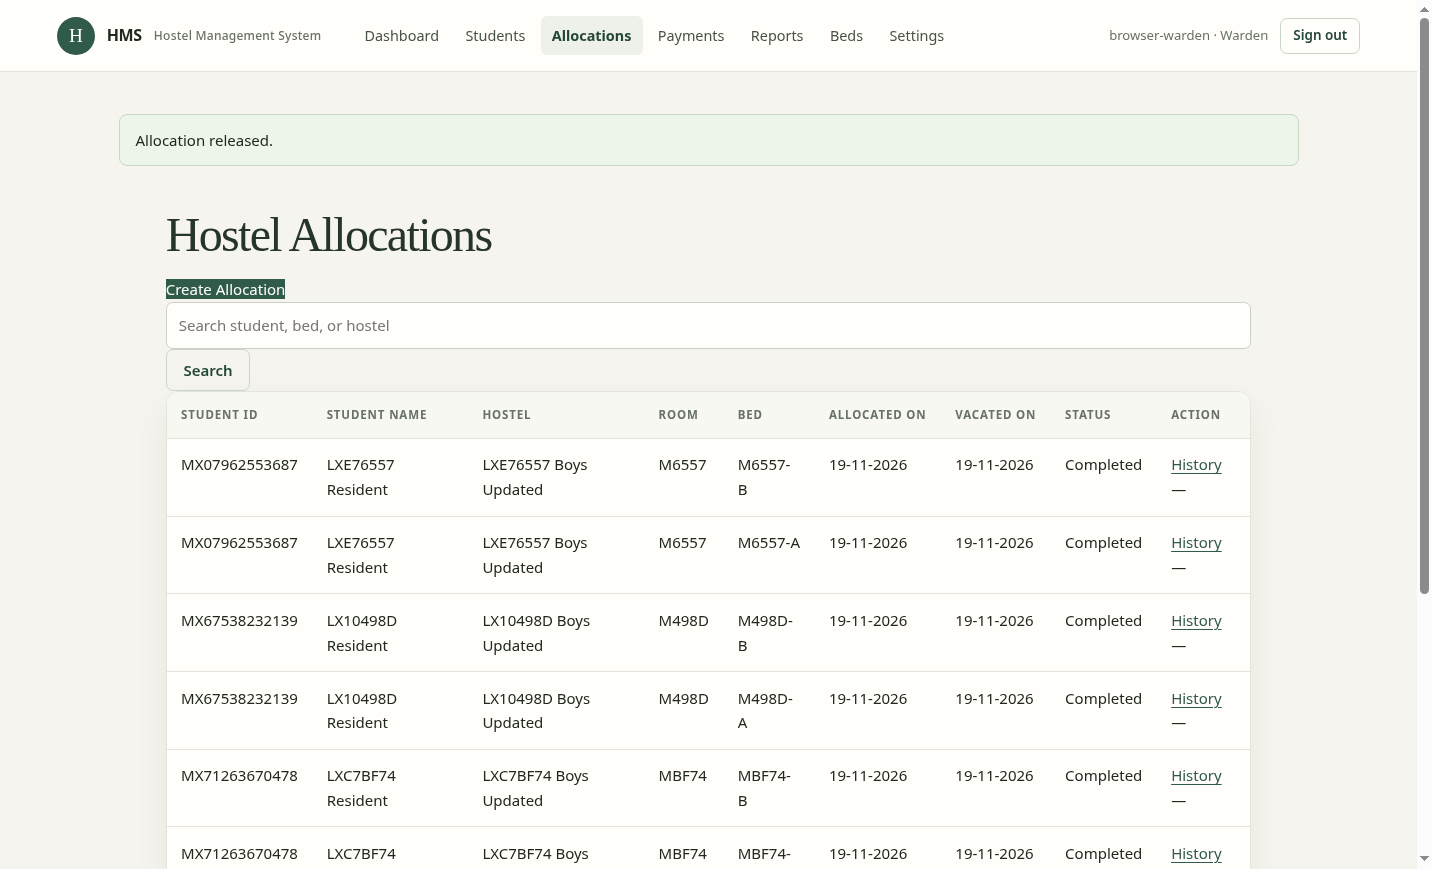 H HMS Hostel Management System Dashboard Students Allocations Payments Reports Beds Settings browser-warden · Warden Sign out
Allocation released.
Hostel Allocations
Create Allocation
Search student, bed, or hostel
Search
STUDENT ID STUDENT NAME HOSTEL ROOM BED ALLOCATED ON VACATED ON STATUS ACTION
MX07962553687 LXE76557 LXE76557 Boys M6557 M6557- 19-11-2026 19-11-2026 Completed History
Resident Updated B —
MX07962553687 LXE76557 LXE76557 Boys M6557 M6557-A 19-11-2026 19-11-2026 Completed History
Resident Updated —
MX67538232139 LX10498D LX10498D Boys M498D M498D- 19-11-2026 19-11-2026 Completed History
Resident Updated B —
MX67538232139 LX10498D LX10498D Boys M498D M498D- 19-11-2026 19-11-2026 Completed History
Resident Updated A —
MX71263670478 LXC7BF74 LXC7BF74 Boys MBF74 MBF74- 19-11-2026 19-11-2026 Completed History
Resident Updated B —
MX71263670478 LXC7BF74 LXC7BF74 Boys MBF74 MBF74- 19-11-2026 19-11-2026 Completed History